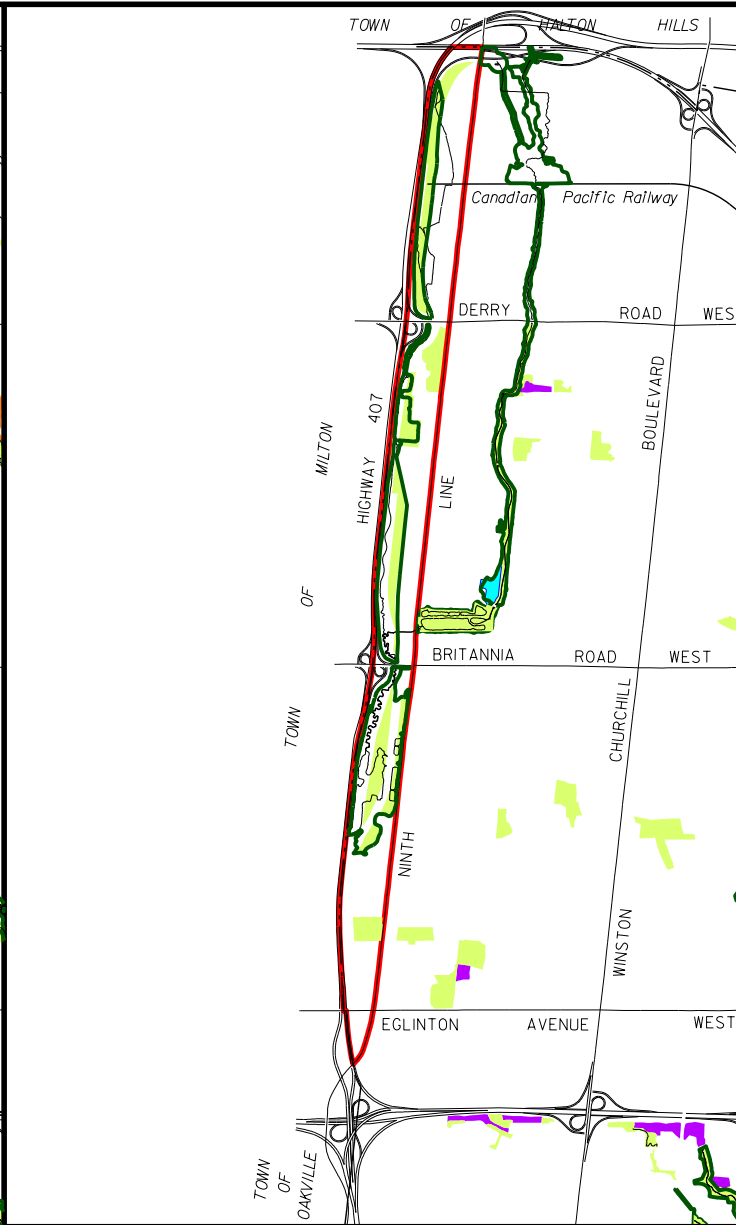 TOWN OF HALTON HILLS
Canadian Pacific Railway
DERRY ROAD WES
BOULEVARD
407
MILTON
HIGHWAY
LINE
OF
BRITANNIA ROAD WEST
CHURCHILL
TOWN
NINTH
WINSTON
EGLINTON AVENUE WEST
TOWN
OF
OAKVILLE